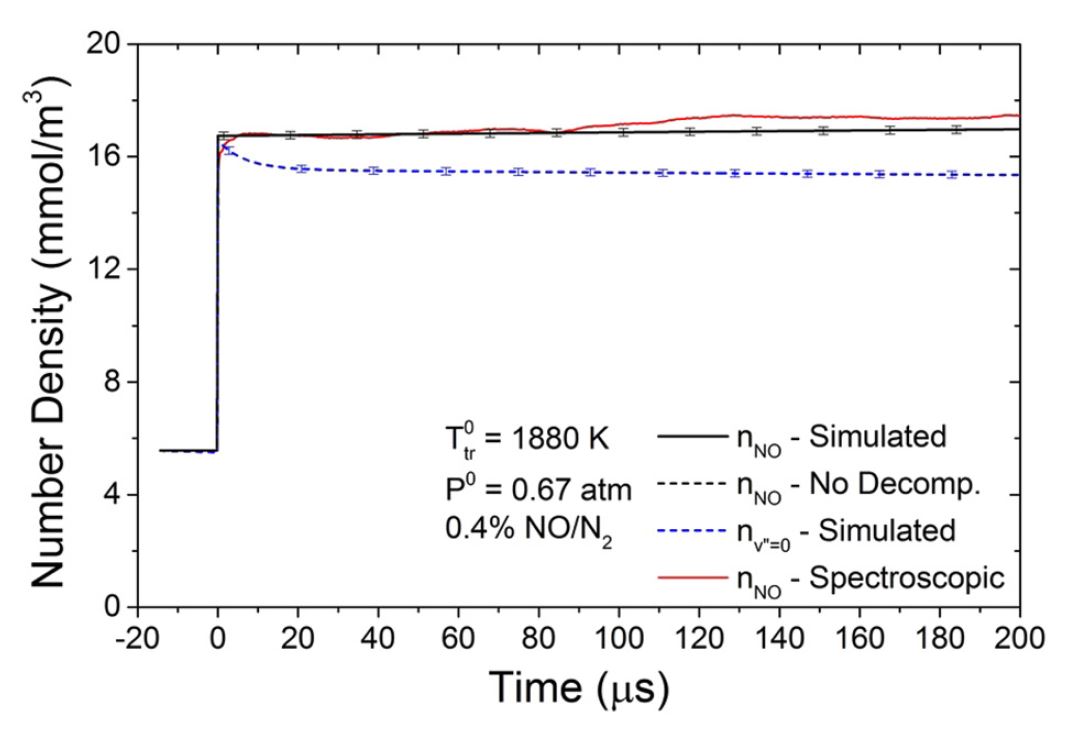 Number Density (mmol/m³)
20
16
12
8
4
0
T⁰tr = 1880 K
P⁰ = 0.67 atm
0.4% NO/N₂
nNO - Simulated
nNO - No Decomp.
nv"=0 - Simulated
nNO - Spectroscopic
-20 0 20 40 60 80 100 120 140 160 180 200
Time (μs)